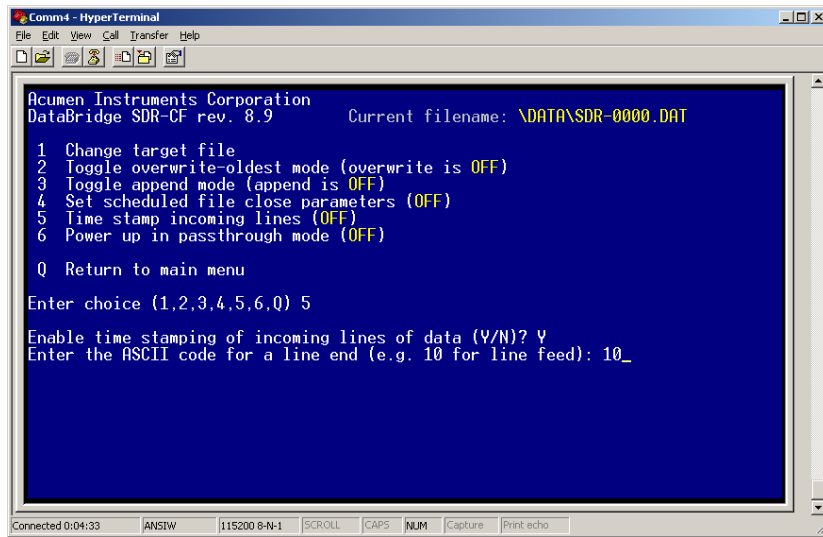 Comm4 - HyperTerminal
File Edit View Call Transfer Help
Acumen Instruments Corporation
DataBridge SDR-CF rev. 8.9 Current filename: \DATA\SDR-0000.DAT
1 Change target file
2 Toggle overwrite-oldest mode (overwrite is OFF)
3 Toggle append mode (append is OFF)
4 Set scheduled file close parameters (OFF)
5 Time stamp incoming lines (OFF)
6 Power up in passthrough mode (OFF)
Q Return to main menu
Enter choice (1,2,3,4,5,6,Q) 5
Enable time stamping of incoming lines of data (Y/N)? Y
Enter the ASCII code for a line end (e.g. 10 for line feed): 10_
Connected 0:04:33 ANSIW 115200 8-N-1 SCROLL CAPS NUM Capture Print echo